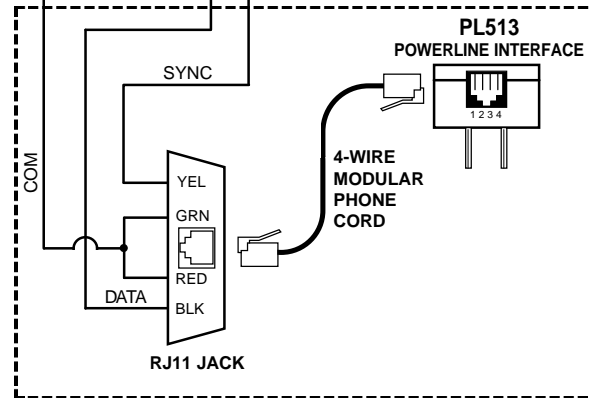 PL513
POWERLINE INTERFACE
SYNC
1 2 3 4
COM
4-WIRE
MODULAR
PHONE
CORD
YEL
GRN
RED
DATA
BLK
RJ11 JACK